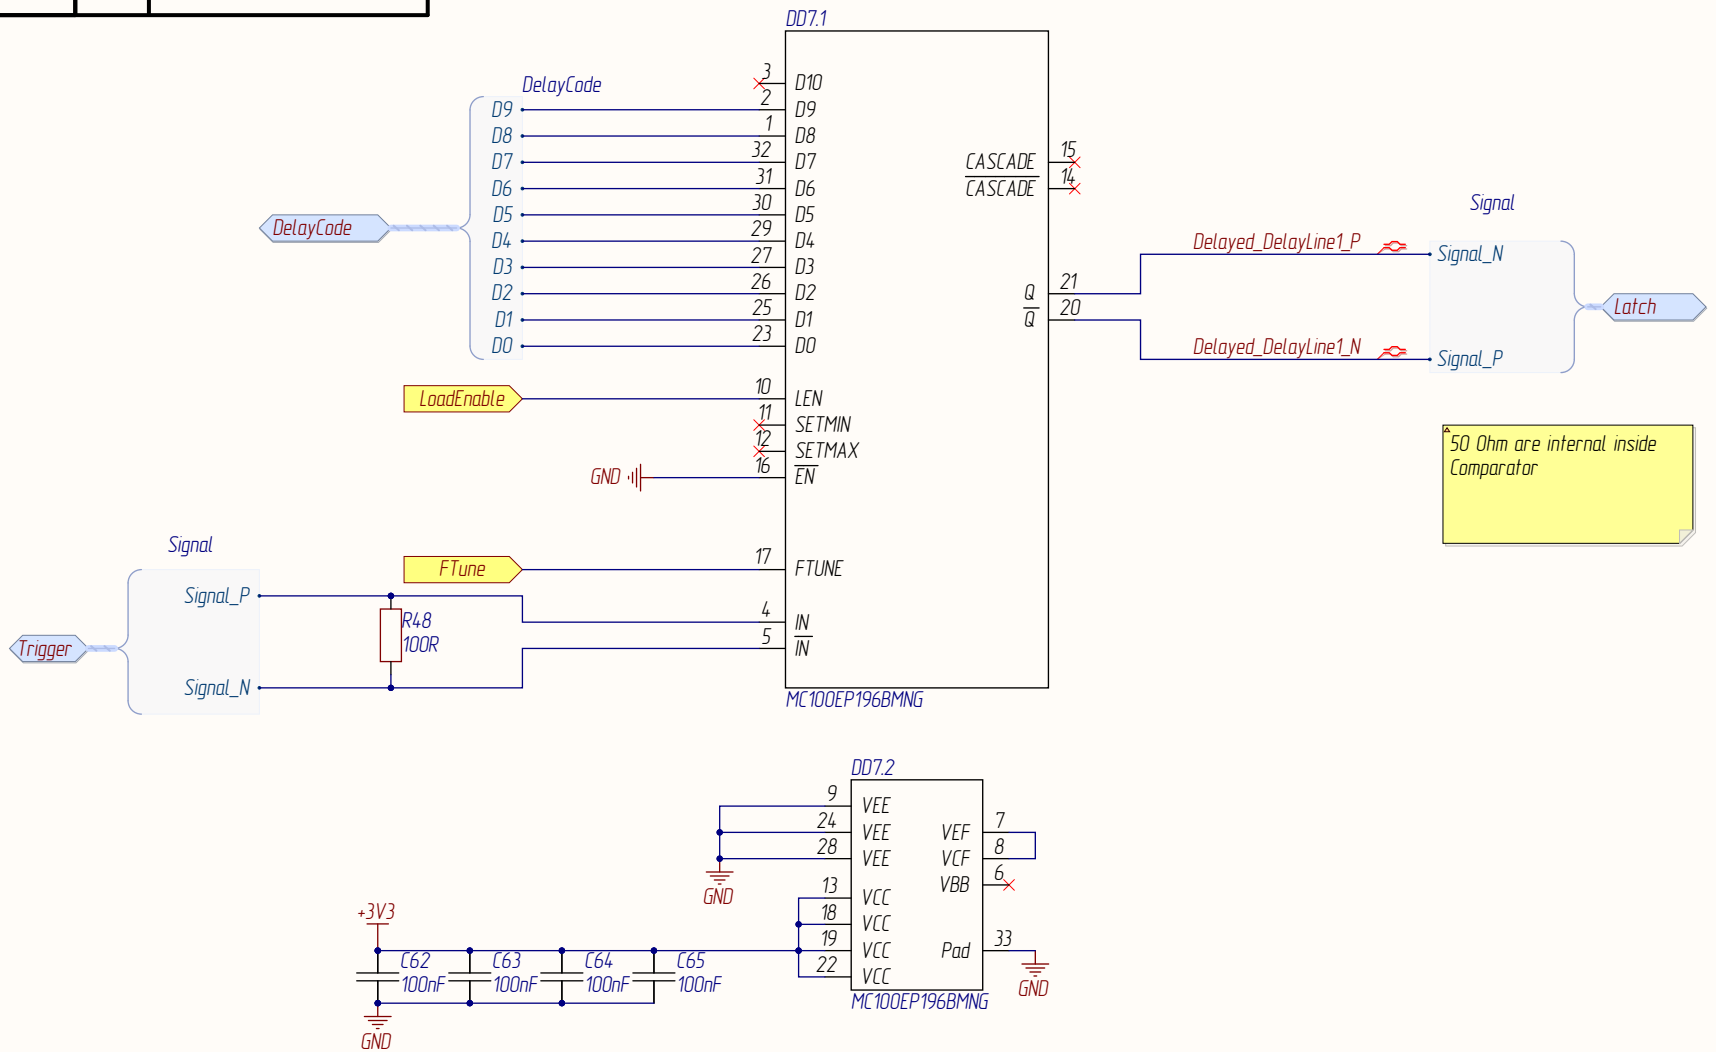 DD7.1
DelayCode
DelayCode
D9
D8
D7
D6
D5
D4
D3
D2
D1
D0
3 D10
2 D9
1 D8
32 D7
31 D6
30 D5
29 D4
27 D3
26 D2
25 D1
23 D0
LoadEnable
10 LEN
11 SETMIN
12 SETMAX
GND
16 EN
FTune
17 FTUNE
4 IN
5 IN
CASCADE 15
CASCADE 14
Q 21
Q 20
MC100EP196BMNG
Signal
Delayed_DelayLine1_P
Signal_N
Latch
Delayed_DelayLine1_N
Signal_P
50 Ohm are internal inside
Comparator
Signal
Signal_P
Trigger
Signal_N
R48
100R
DD7.2
9 VEE
24 VEE
28 VEE
GND
13 VCC
18 VCC
19 VCC
22 VCC
VEF 7
VCF 8
VBB 6
Pad 33
GND
MC100EP196BMNG
+3V3
C62
100nF
C63
100nF
C64
100nF
C65
100nF
GND